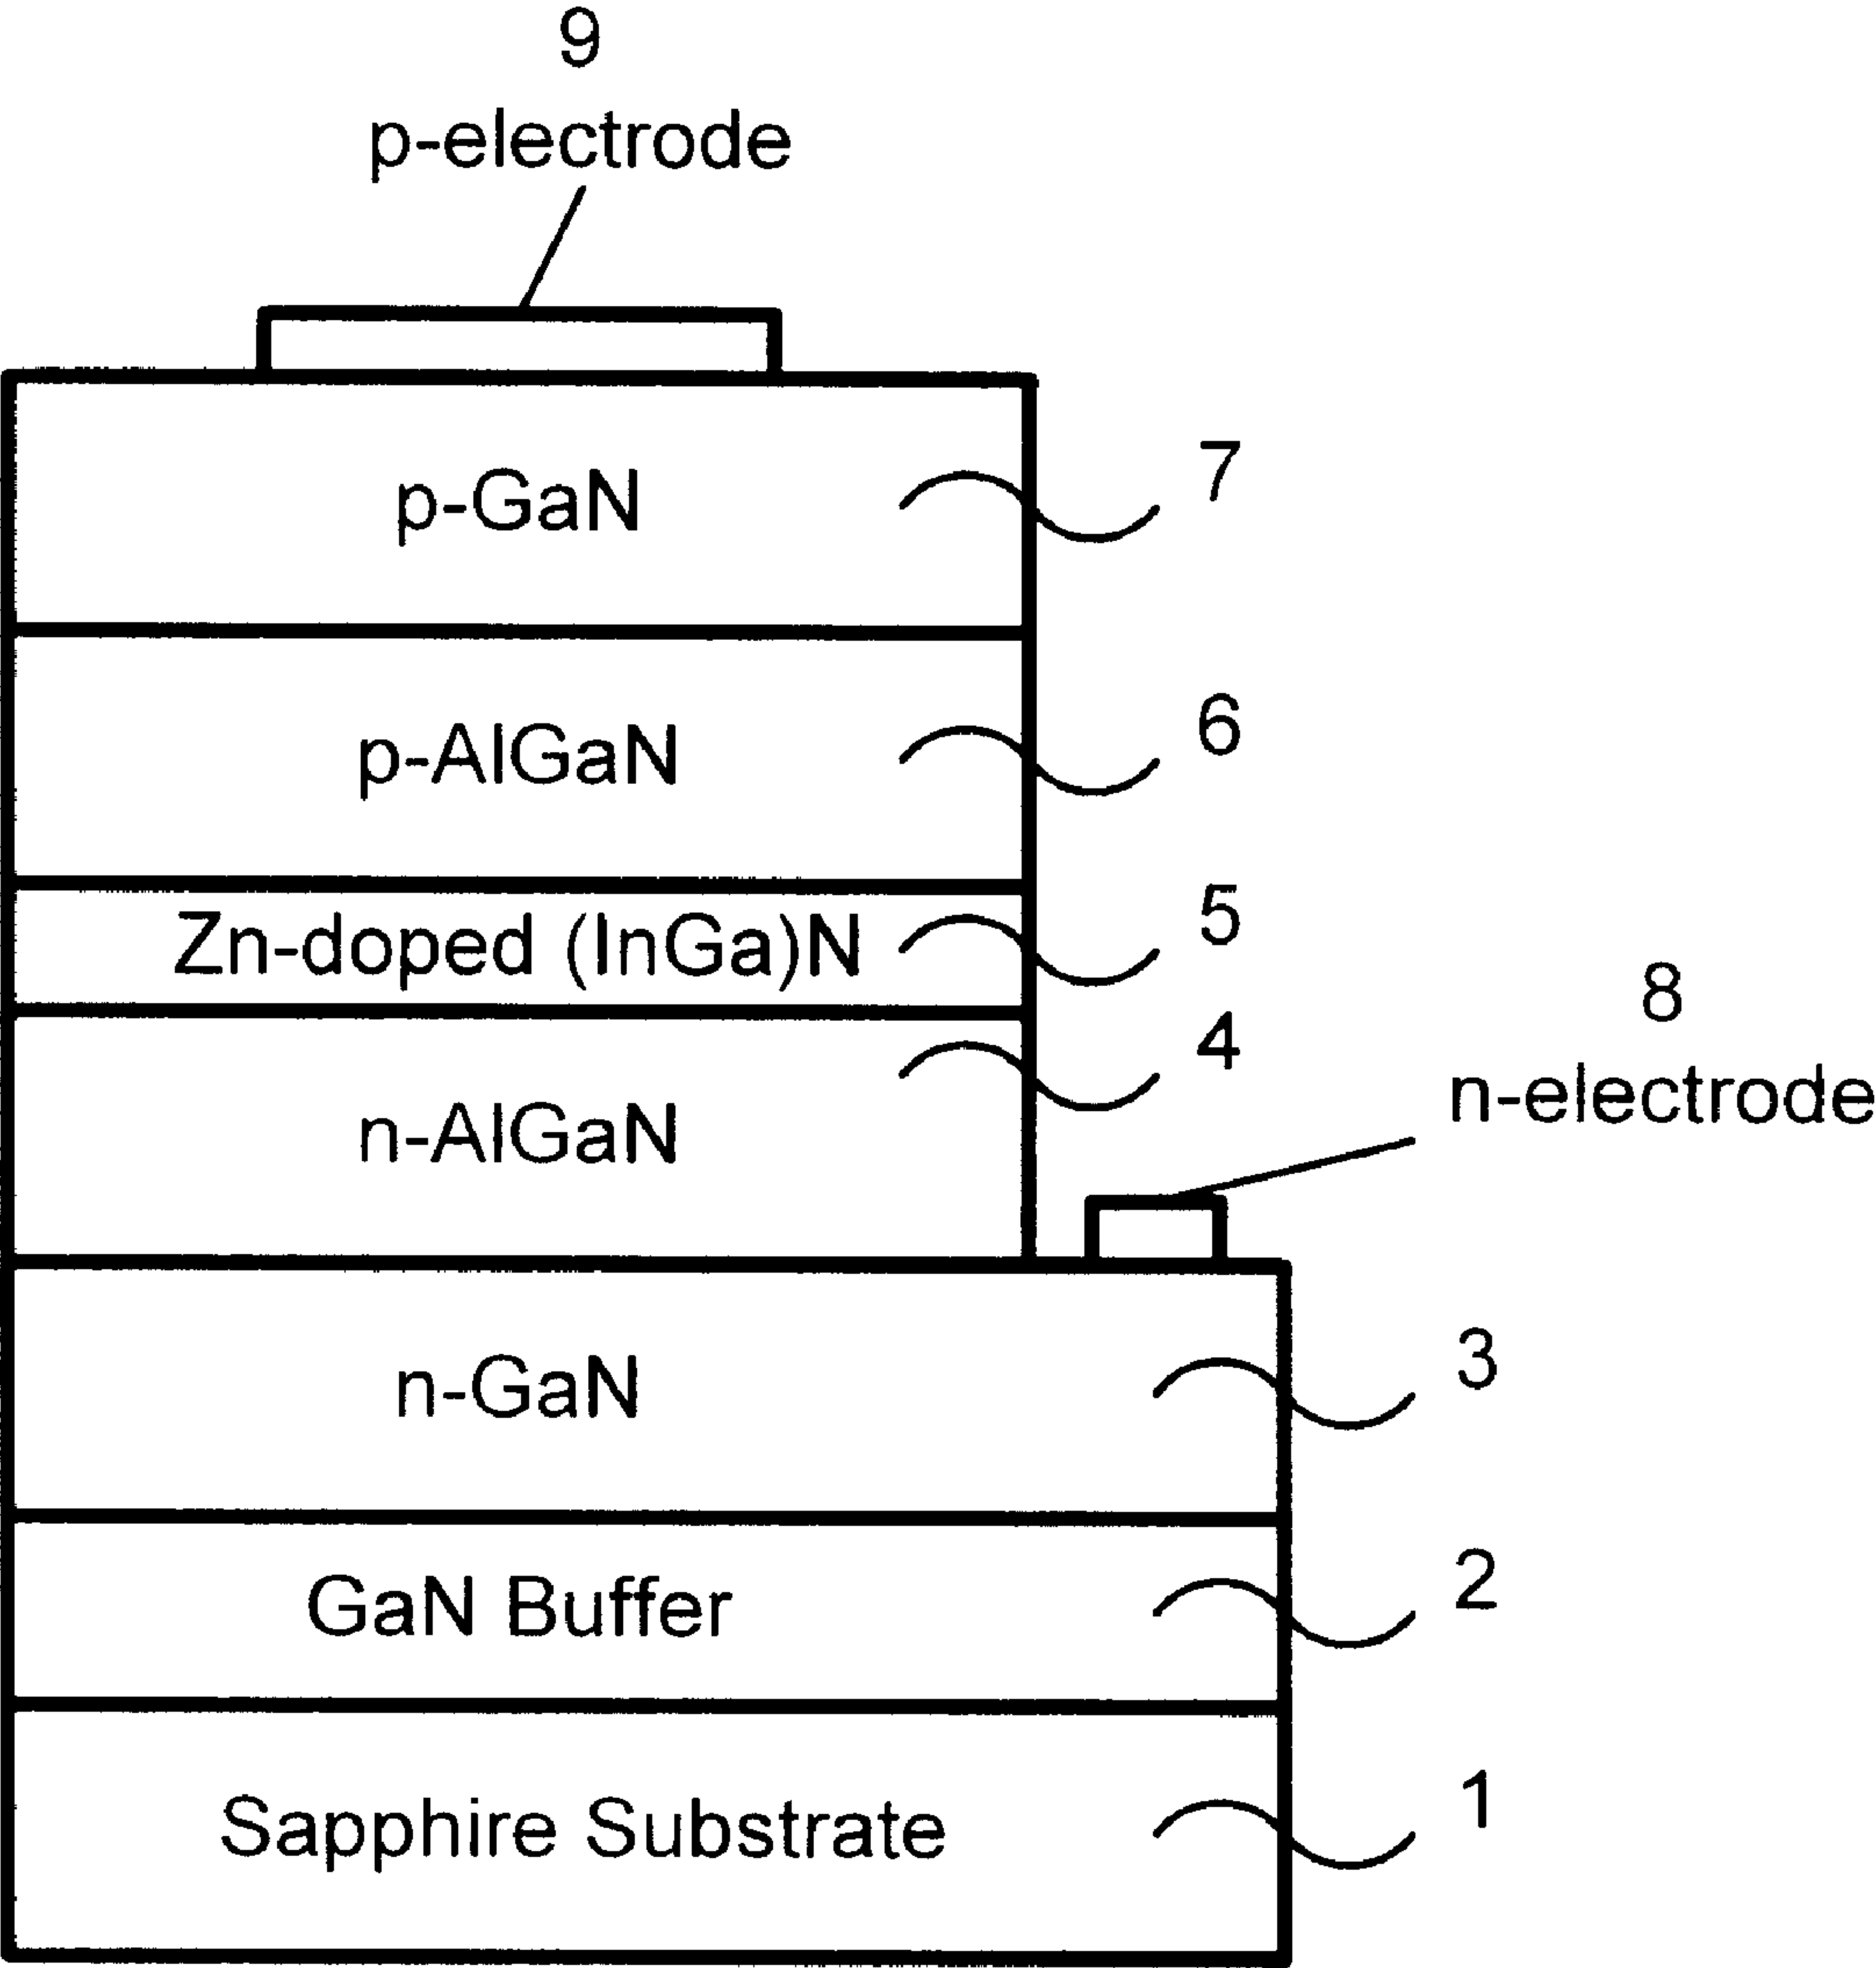 9
p-electrode
p-GaN
7
p-AlGaN
6
Zn-doped (InGa)N
5
n-AlGaN
4
8
n-electrode
n-GaN
3
GaN Buffer
2
Sapphire Substrate
1